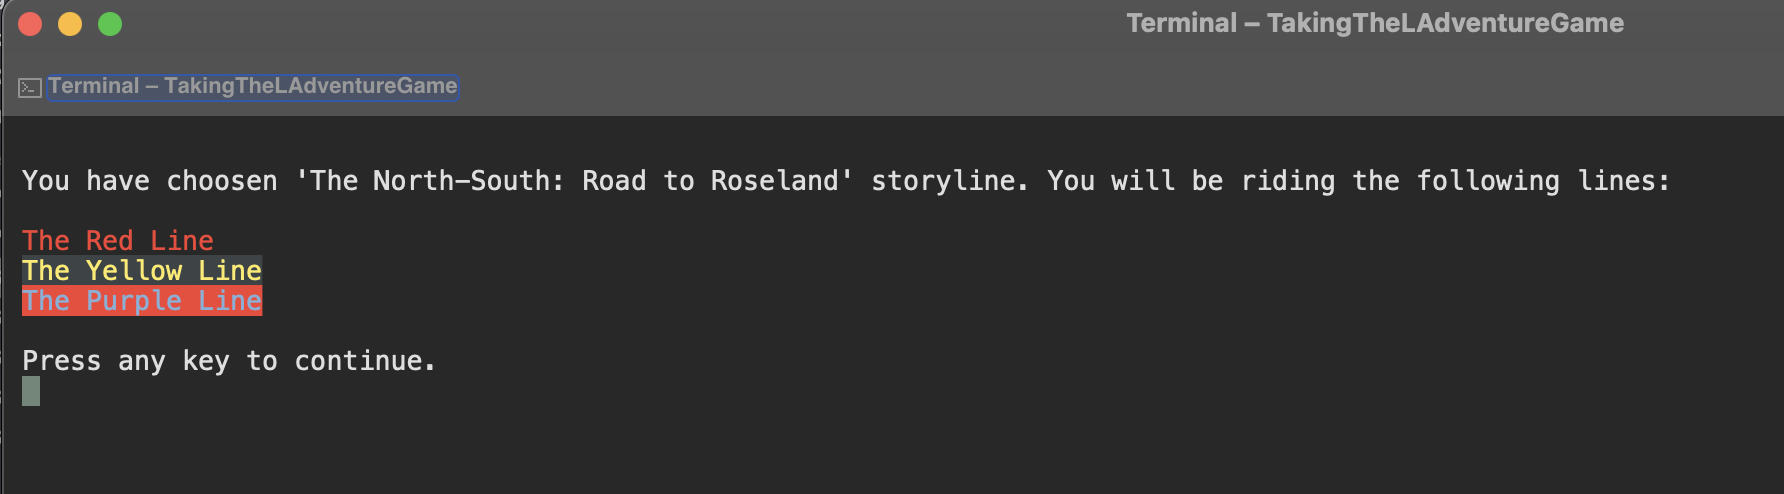 Terminal – TakingTheLAdventureGame
Terminal – TakingTheLAdventureGame
You have choosen 'The North-South: Road to Roseland' storyline. You will be riding the following lines:
The Red Line
The Yellow Line
The Purple Line
Press any key to continue.